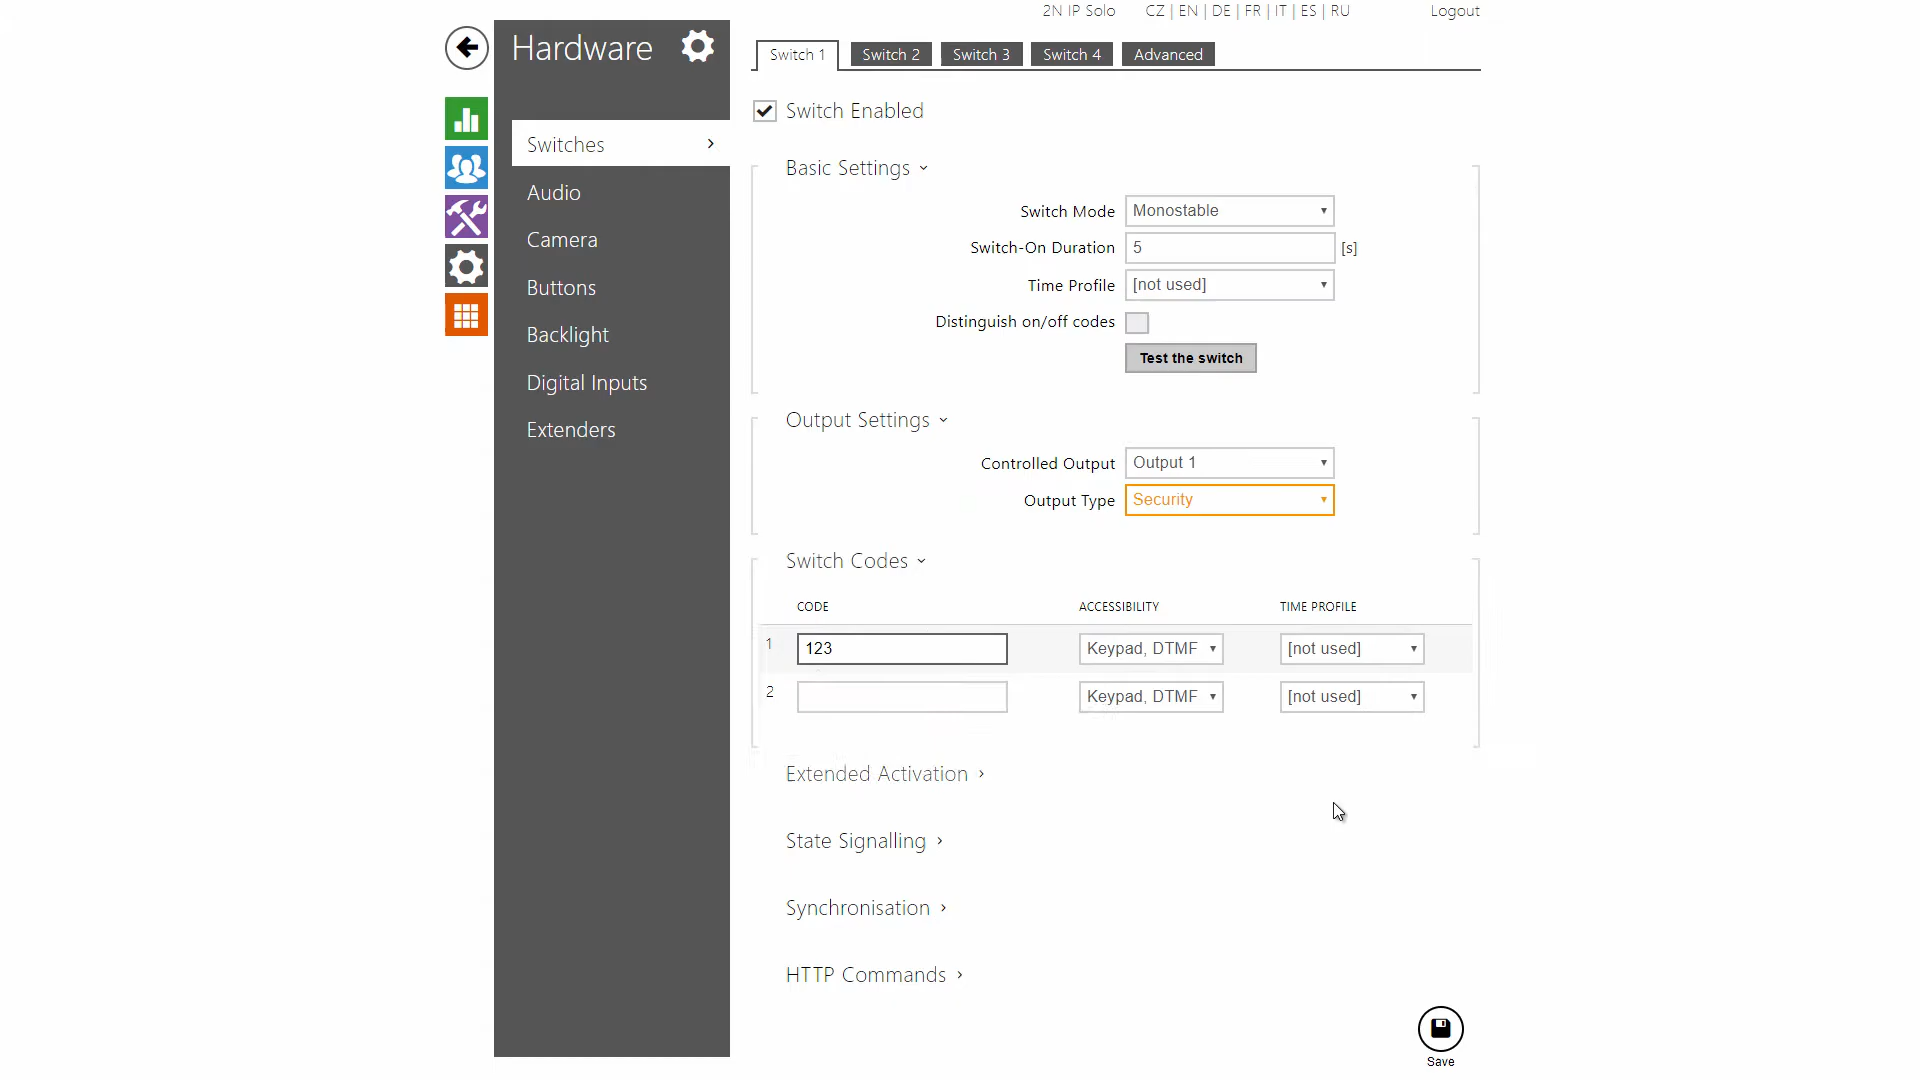 2N IP Solo CZ | EN | DE | FR | IT | ES | RU Logout
Hardware
Switch 1 Switch 2 Switch 3 Switch 4 Advanced
Switch Enabled
Switches
Audio
Camera
Buttons
Backlight
Digital Inputs
Extenders
Basic Settings
Switch Mode Monostable
Switch-On Duration 5 [s]
Time Profile [not used]
Distinguish on/off codes
Test the switch
Output Settings
Controlled Output Output 1
Output Type Security
Switch Codes
CODE ACCESSIBILITY TIME PROFILE
1 123 Keypad, DTMF [not used]
2 Keypad, DTMF [not used]
Extended Activation
State Signalling
Synchronisation
HTTP Commands
Save